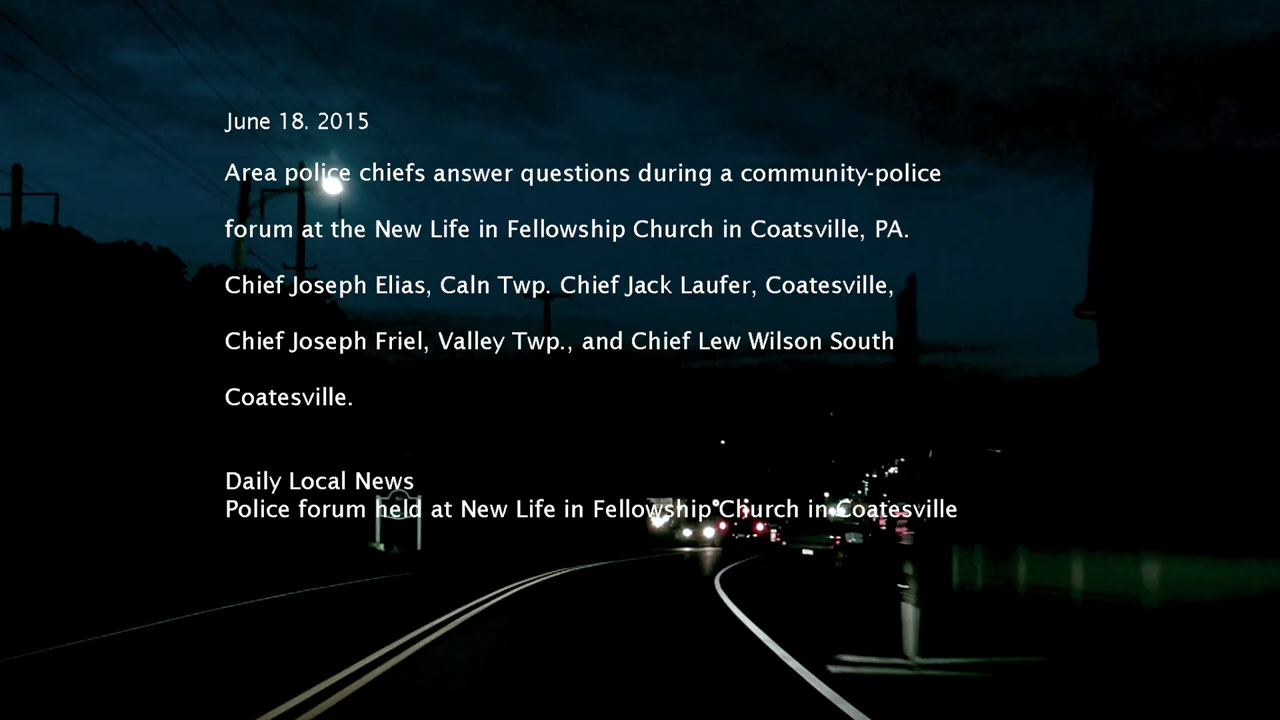 June 18. 2015
Area police chiefs answer questions during a community-police
forum at the New Life in Fellowship Church in Coatsville, PA.
Chief Joseph Elias, Caln Twp. Chief Jack Laufer, Coatesville,
Chief Joseph Friel, Valley Twp., and Chief Lew Wilson South
Coatesville.
Daily Local News
Police forum held at New Life in Fellowship Church in Coatesville